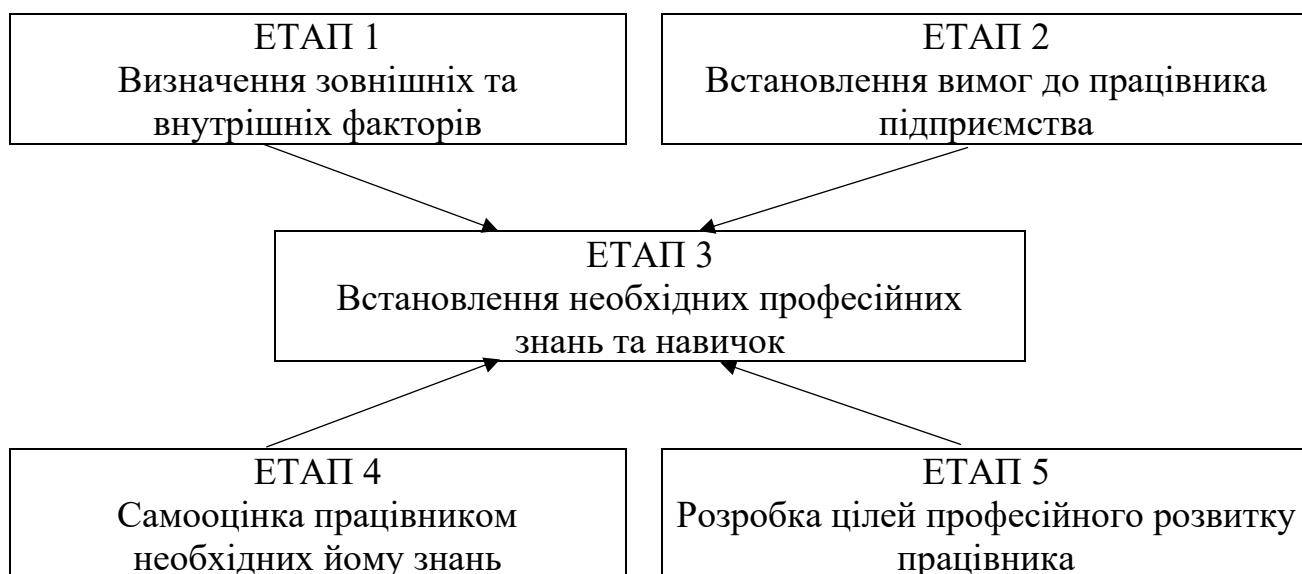 ЕТАП 1
Визначення зовнішніх та
внутрішніх факторів
ЕТАП 2
Встановлення вимог до працівника
підприємства
ЕТАП 3
Встановлення необхідних професійних
знань та навичок
ЕТАП 4
Самооцінка працівником
необхідних йому знань
ЕТАП 5
Розробка цілей професійного розвитку
працівника